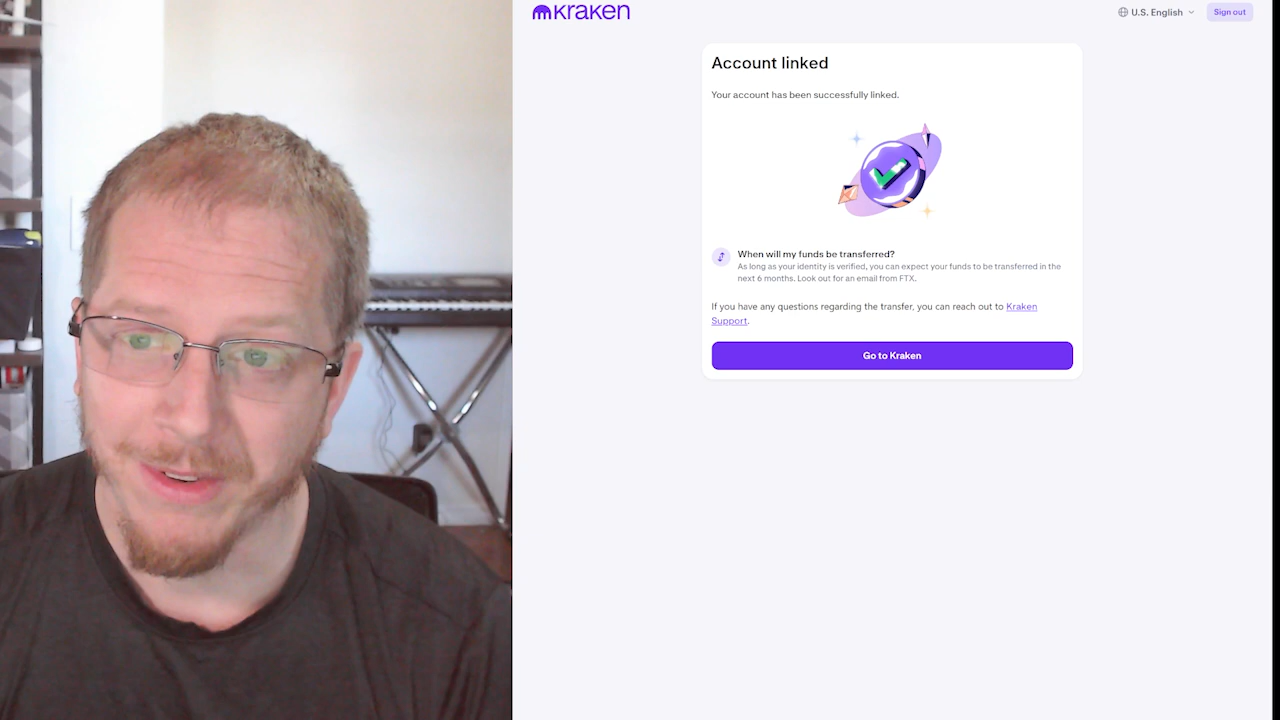 kraken
U.S. English
Sign out
Account linked
Your account has been successfully linked.
When will my funds be transferred?
As long as your identity is verified, you can expect your funds to be transferred in the
next 6 months. Look out for an email from FTX.
If you have any questions regarding the transfer, you can reach out to Kraken
Support.
Go to Kraken